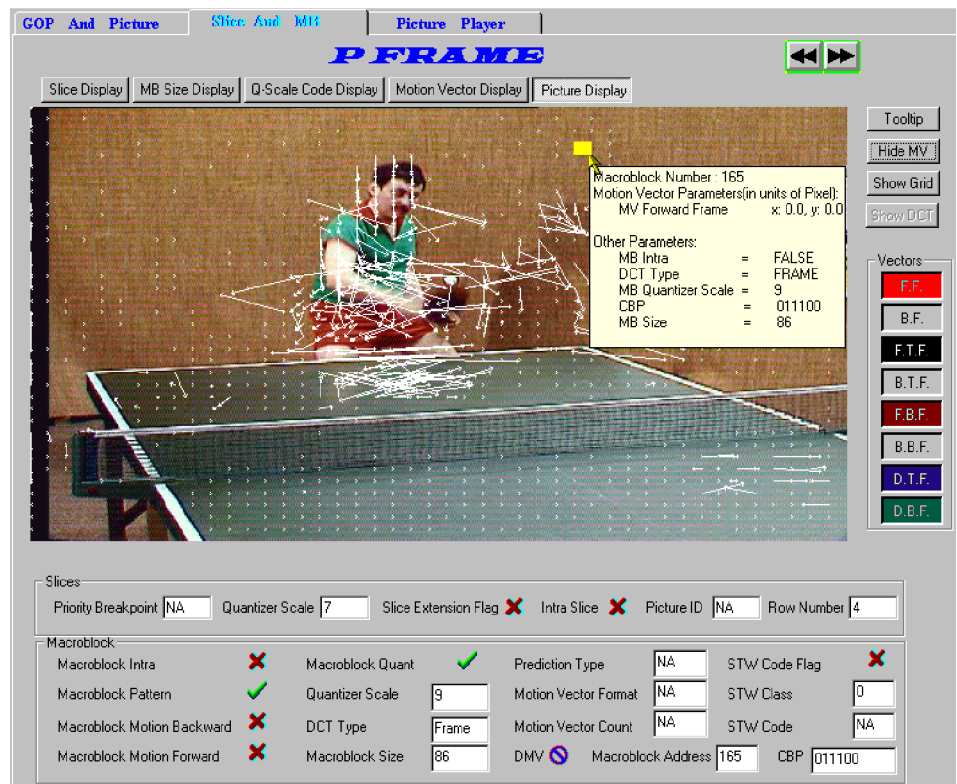 GOP And Picture Slice And MB Picture Player
P FRAME
Slice Display MB Size Display Q-Scale Code Display Motion Vector Display Picture Display
Tooltip
Hide MV
Show Grid
Show DCT
Macroblock Number : 165
Motion Vector Parameters(in units of Pixel):
MV Forward Frame x: 0.0, y: 0.0
Other Parameters:
MB Intra = FALSE
DCT Type = FRAME
MB Quantizer Scale = 9
CBP = 011100
MB Size = 86
Vectors
F.F.
B.F.
F.T.F.
B.T.F.
F.B.F.
B.B.F.
D.T.F.
D.B.F.
Slices
Priority Breakpoint NA Quantizer Scale 7 Slice Extension Flag Intra Slice Picture ID NA Row Number 4
Macroblock
Macroblock Intra Macroblock Quant Prediction Type NA STW Code Flag
Macroblock Pattern Quantizer Scale 9 Motion Vector Format NA STW Class 0
Macroblock Motion Backward DCT Type Frame Motion Vector Count NA STW Code NA
Macroblock Motion Forward Macroblock Size 86 DMV Macroblock Address 165 CBP 011100